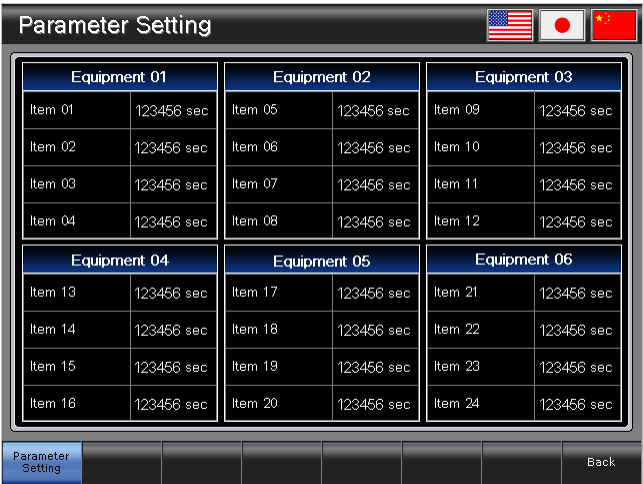 Parameter Setting
Equipment 01
Item 01 123456 sec
Item 02 123456 sec
Item 03 123456 sec
Item 04 123456 sec
Equipment 02
Item 05 123456 sec
Item 06 123456 sec
Item 07 123456 sec
Item 08 123456 sec
Equipment 03
Item 09 123456 sec
Item 10 123456 sec
Item 11 123456 sec
Item 12 123456 sec
Equipment 04
Item 13 123456 sec
Item 14 123456 sec
Item 15 123456 sec
Item 16 123456 sec
Equipment 05
Item 17 123456 sec
Item 18 123456 sec
Item 19 123456 sec
Item 20 123456 sec
Equipment 06
Item 21 123456 sec
Item 22 123456 sec
Item 23 123456 sec
Item 24 123456 sec
Parameter
Setting
Back